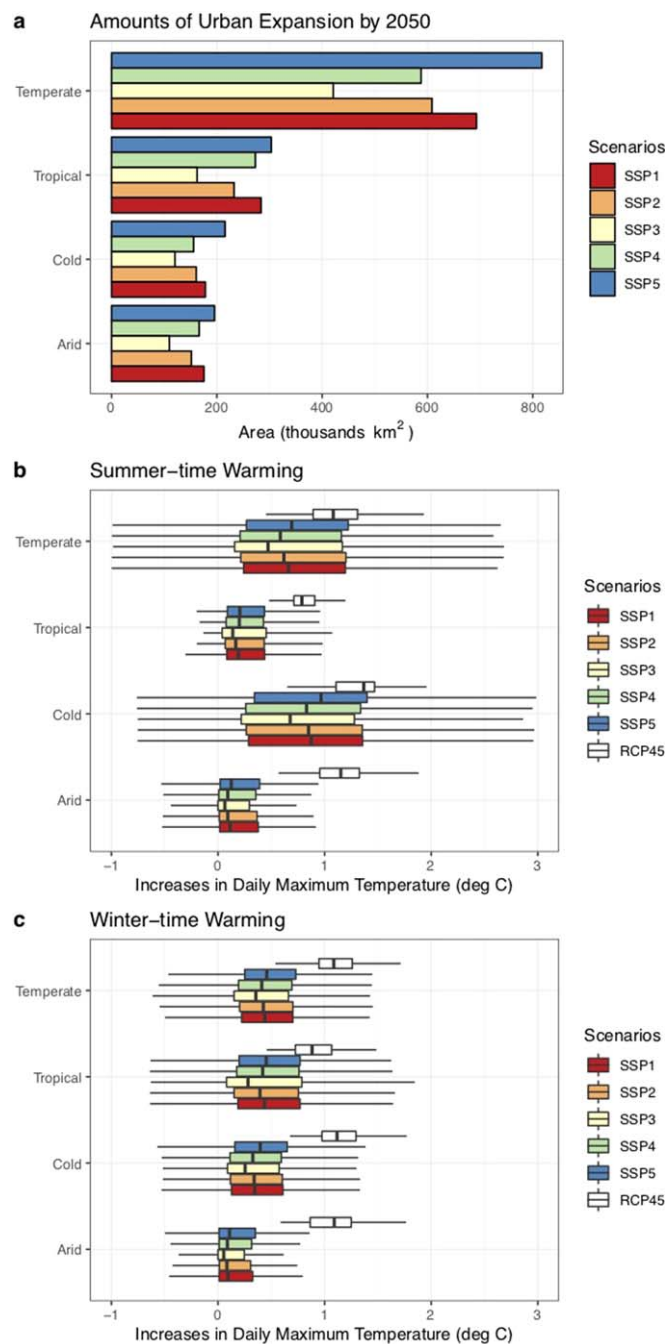 a Amounts of Urban Expansion by 2050
Temperate
Tropical
Cold
Arid
0 200 400 600 800
Area (thousands km²)
Scenarios
SSP1
SSP2
SSP3
SSP4
SSP5
b Summer−time Warming
Temperate
Tropical
Cold
Arid
−1 0 1 2 3
Increases in Daily Maximum Temperature (deg C)
Scenarios
SSP1
SSP2
SSP3
SSP4
SSP5
RCP45
c Winter−time Warming
Temperate
Tropical
Cold
Arid
−1 0 1 2 3
Increases in Daily Maximum Temperature (deg C)
Scenarios
SSP1
SSP2
SSP3
SSP4
SSP5
RCP45